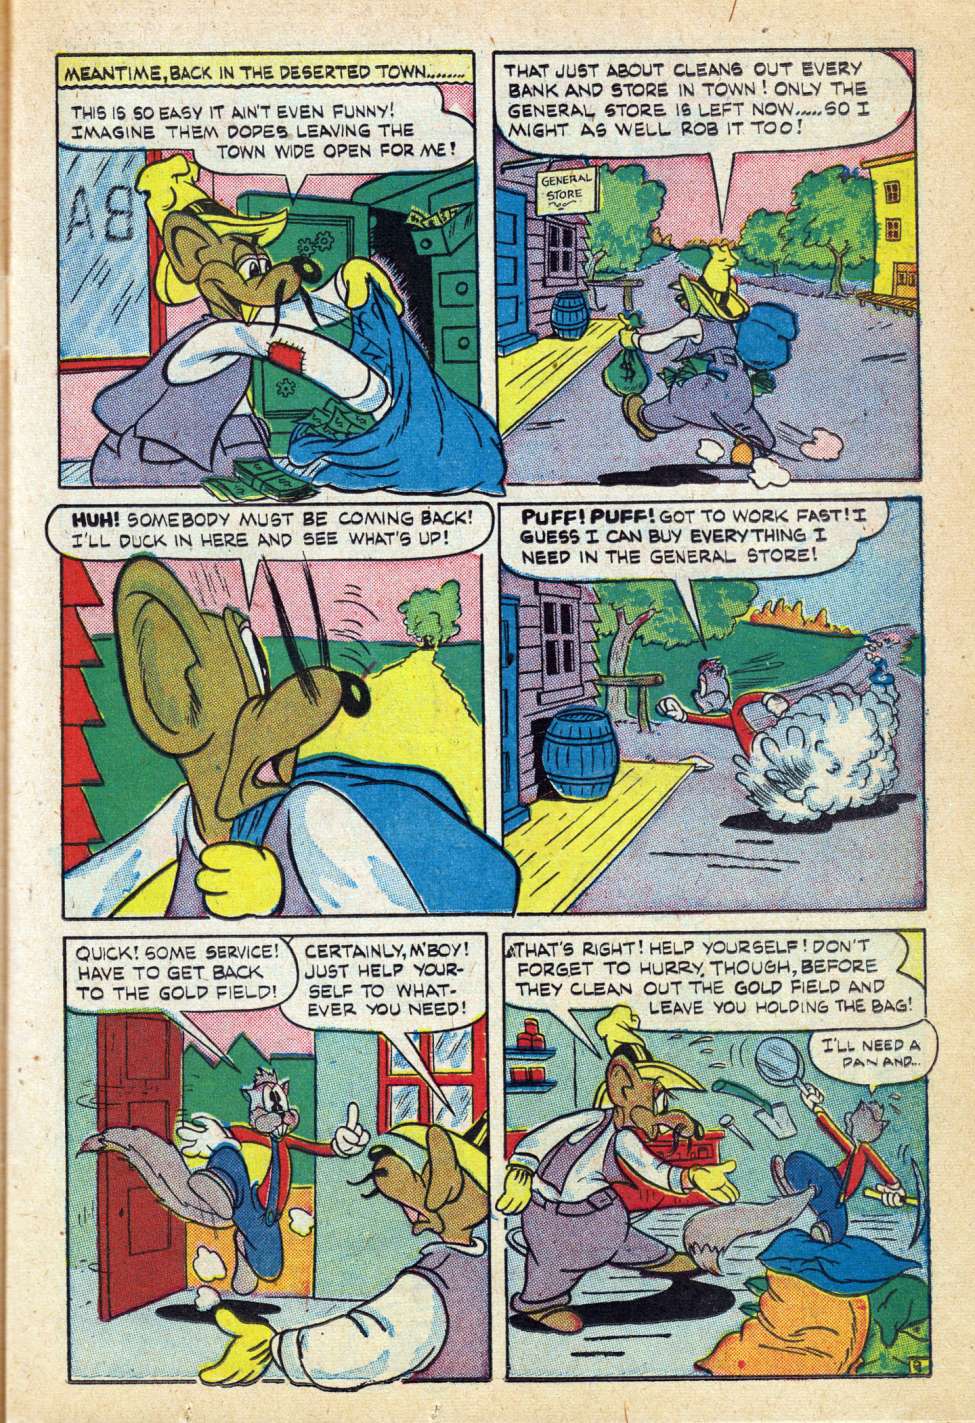 MEANTIME, BACK IN THE DESERTED TOWN........
THIS IS SO EASY IT AIN'T EVEN FUNNY!
IMAGINE THEM DOPES LEAVING THE
TOWN WIDE OPEN FOR ME!
BA
THAT JUST ABOUT CLEANS OUT EVERY
BANK AND STORE IN TOWN! ONLY THE
GENERAL STORE IS LEFT NOW.....SO I
MIGHT AS WELL ROB IT TOO!
GENERAL
STORE
$
HUH! SOMEBODY MUST BE COMING BACK!
I'LL DUCK IN HERE AND SEE WHAT'S UP!
PUFF! PUFF! GOT TO WORK FAST! I
GUESS I CAN BUY EVERYTHING I
NEED IN THE GENERAL STORE!
QUICK! SOME SERVICE!
HAVE TO GET BACK
TO THE GOLD FIELD!
CERTAINLY, M'BOY!
JUST HELP YOUR-
SELF TO WHAT-
EVER YOU NEED!
THAT'S RIGHT! HELP YOURSELF! DON'T
FORGET TO HURRY, THOUGH, BEFORE
THEY CLEAN OUT THE GOLD FIELD AND
LEAVE YOU HOLDING THE BAG!
I'LL NEED A
PAN AND...